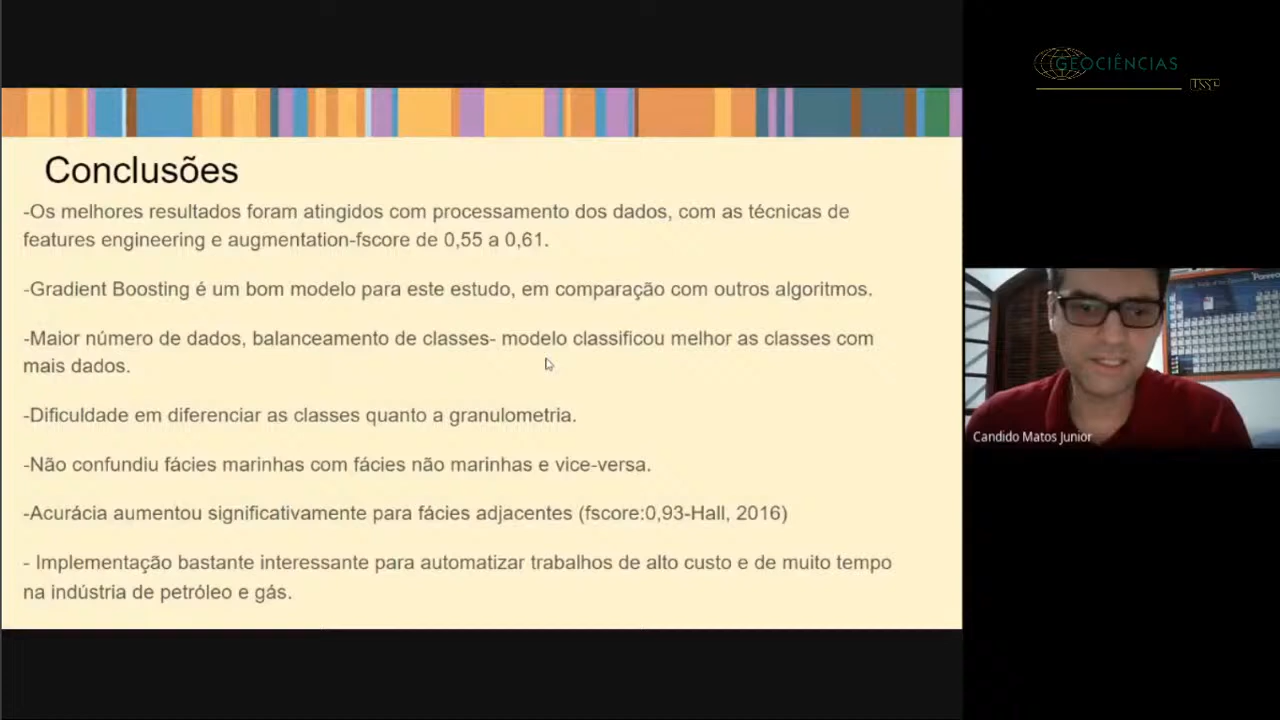 GEOCIÊNCIAS
USP
Conclusões
-Os melhores resultados foram atingidos com processamento dos dados, com as técnicas de
features engineering e augmentation-fscore de 0,55 a 0,61.
-Gradient Boosting é um bom modelo para este estudo, em comparação com outros algoritmos.
-Maior número de dados, balanceamento de classes- modelo classificou melhor as classes com
mais dados.
-Dificuldade em diferenciar as classes quanto a granulometria.
-Não confundiu fácies marinhas com fácies não marinhas e vice-versa.
-Acurácia aumentou significativamente para fácies adjacentes (fscore:0,93-Hall, 2016)
- Implementação bastante interessante para automatizar trabalhos de alto custo e de muito tempo
na indústria de petróleo e gás.
Candido Matos Junior